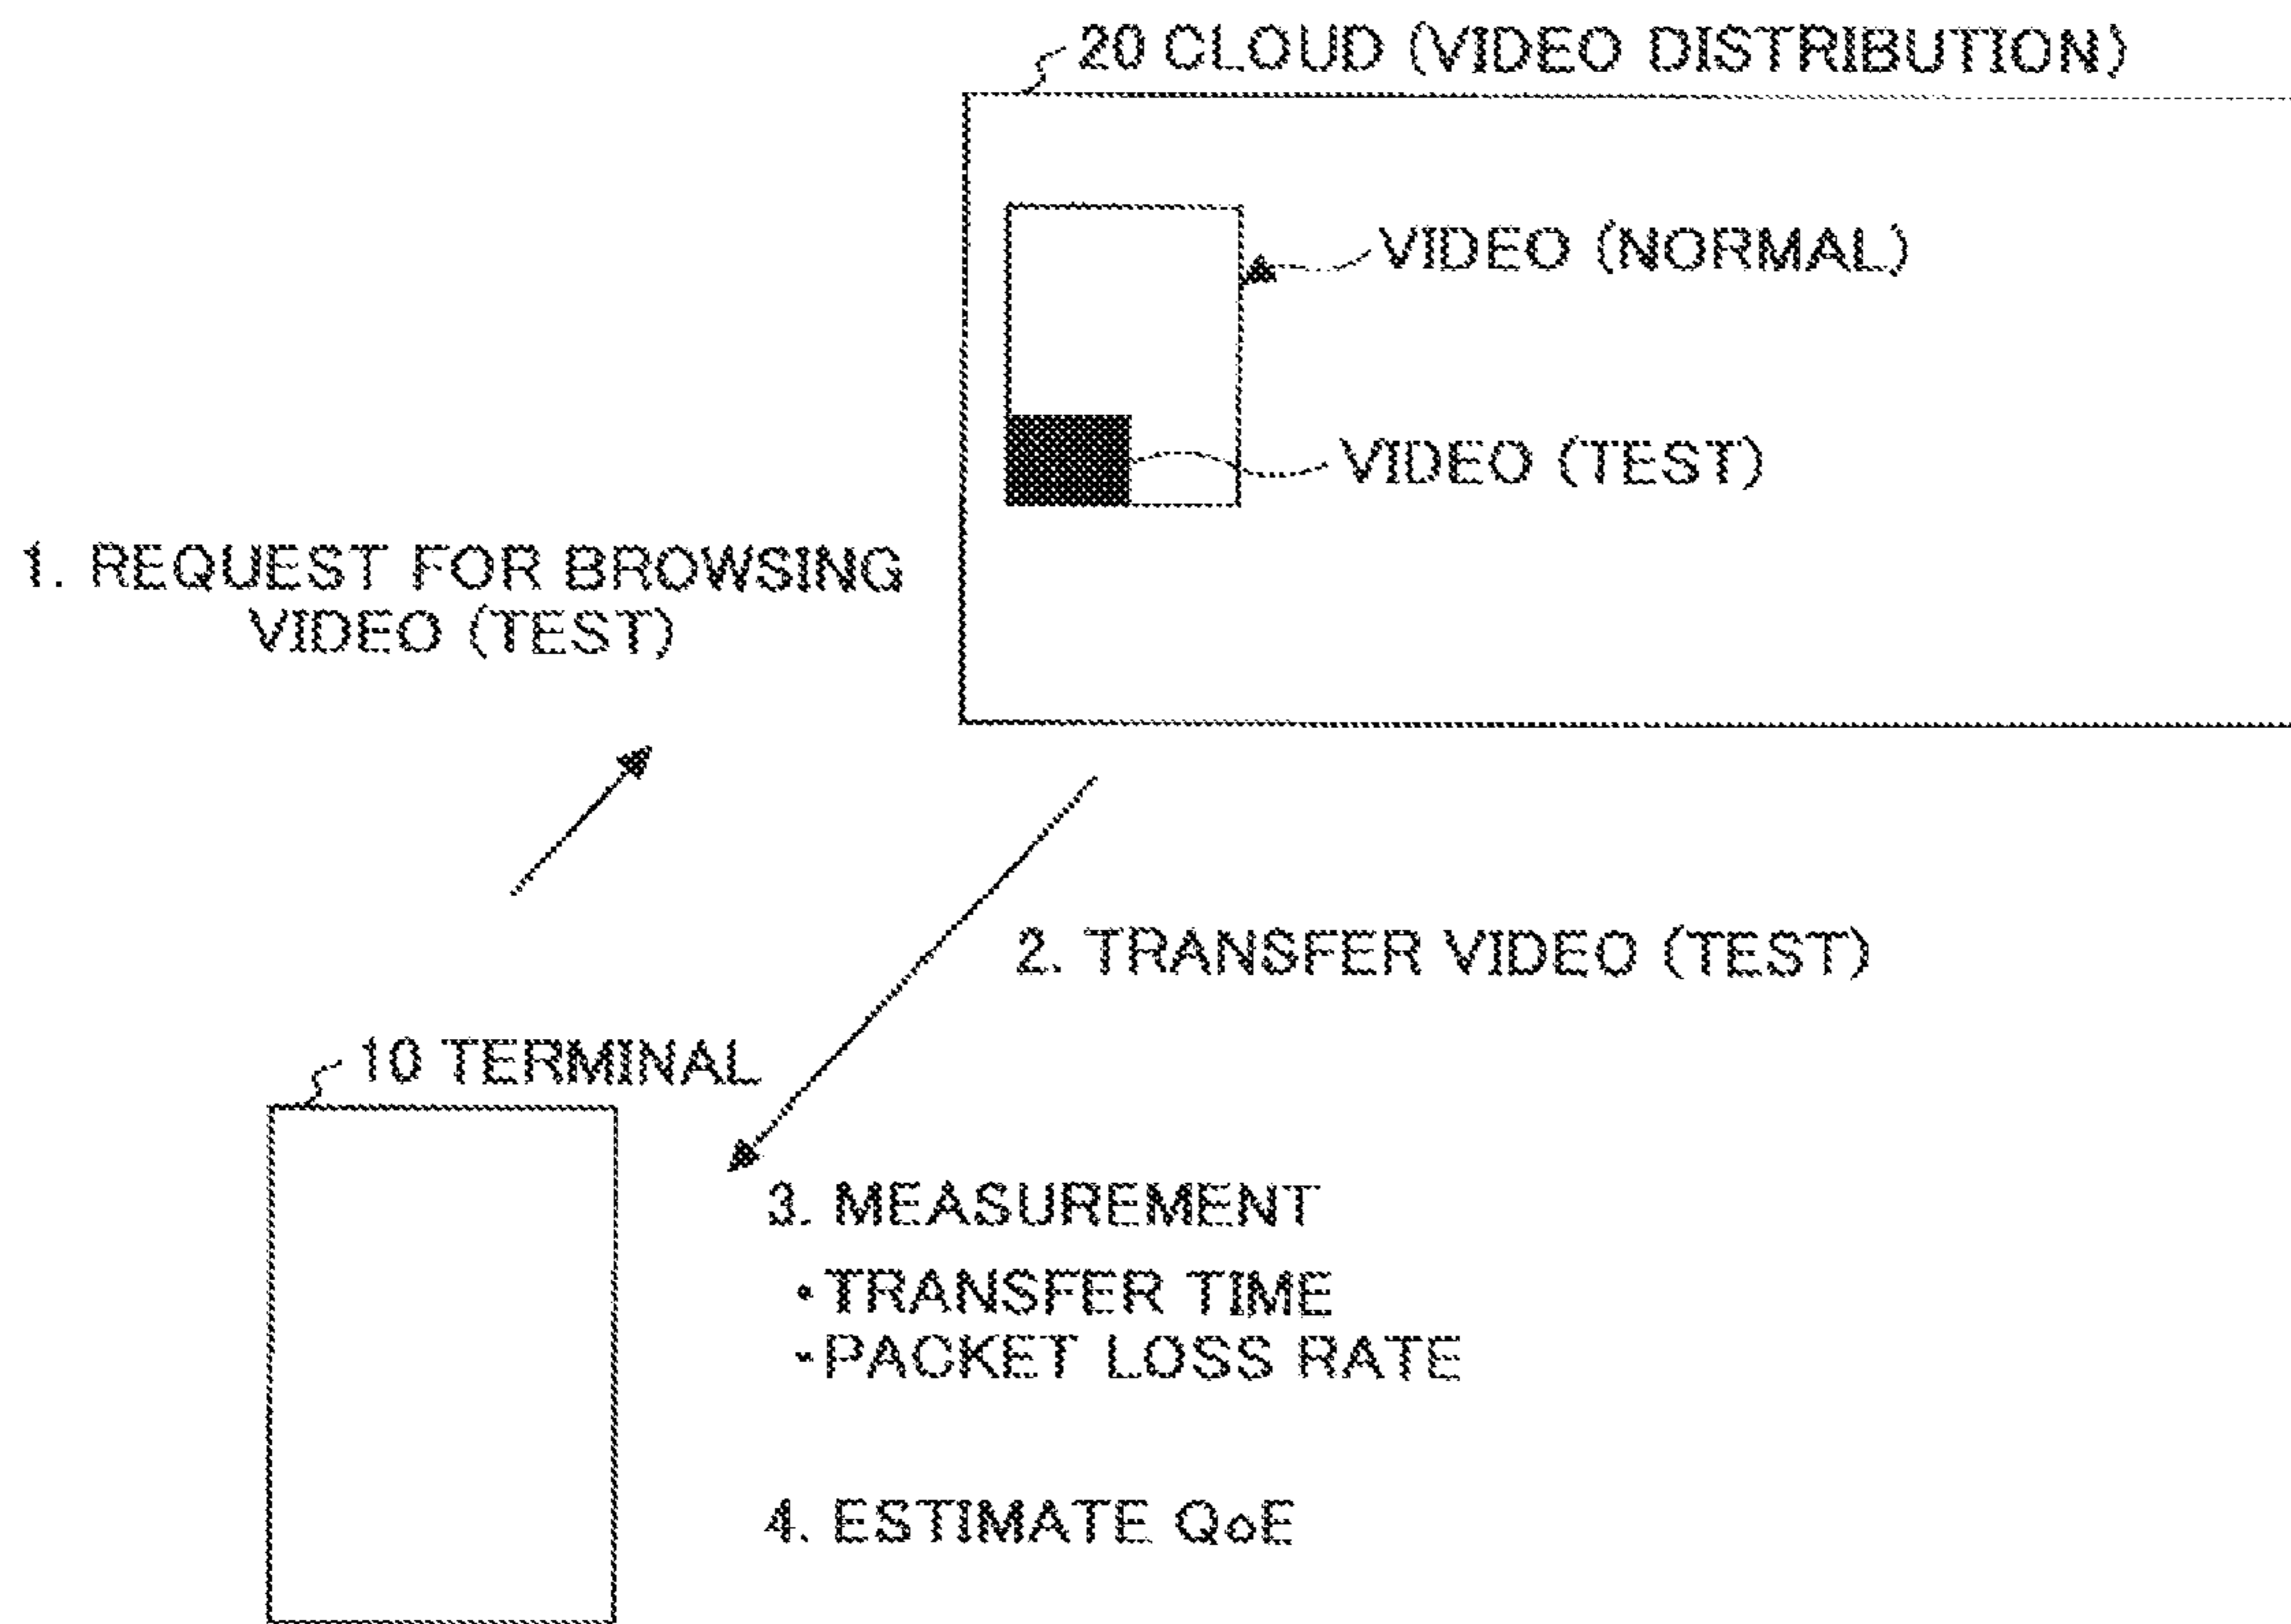 20 CLOUD (VIDEO DISTRIBUTION)
VIDEO (NORMAL)
VIDEO (TEST)
1. REQUEST FOR BROWSING
VIDEO (TEST)
2. TRANSFER VIDEO (TEST)
10 TERMINAL
3. MEASUREMENT
・TRANSFER TIME
・PACKET LOSS RATE
4. ESTIMATE QoE